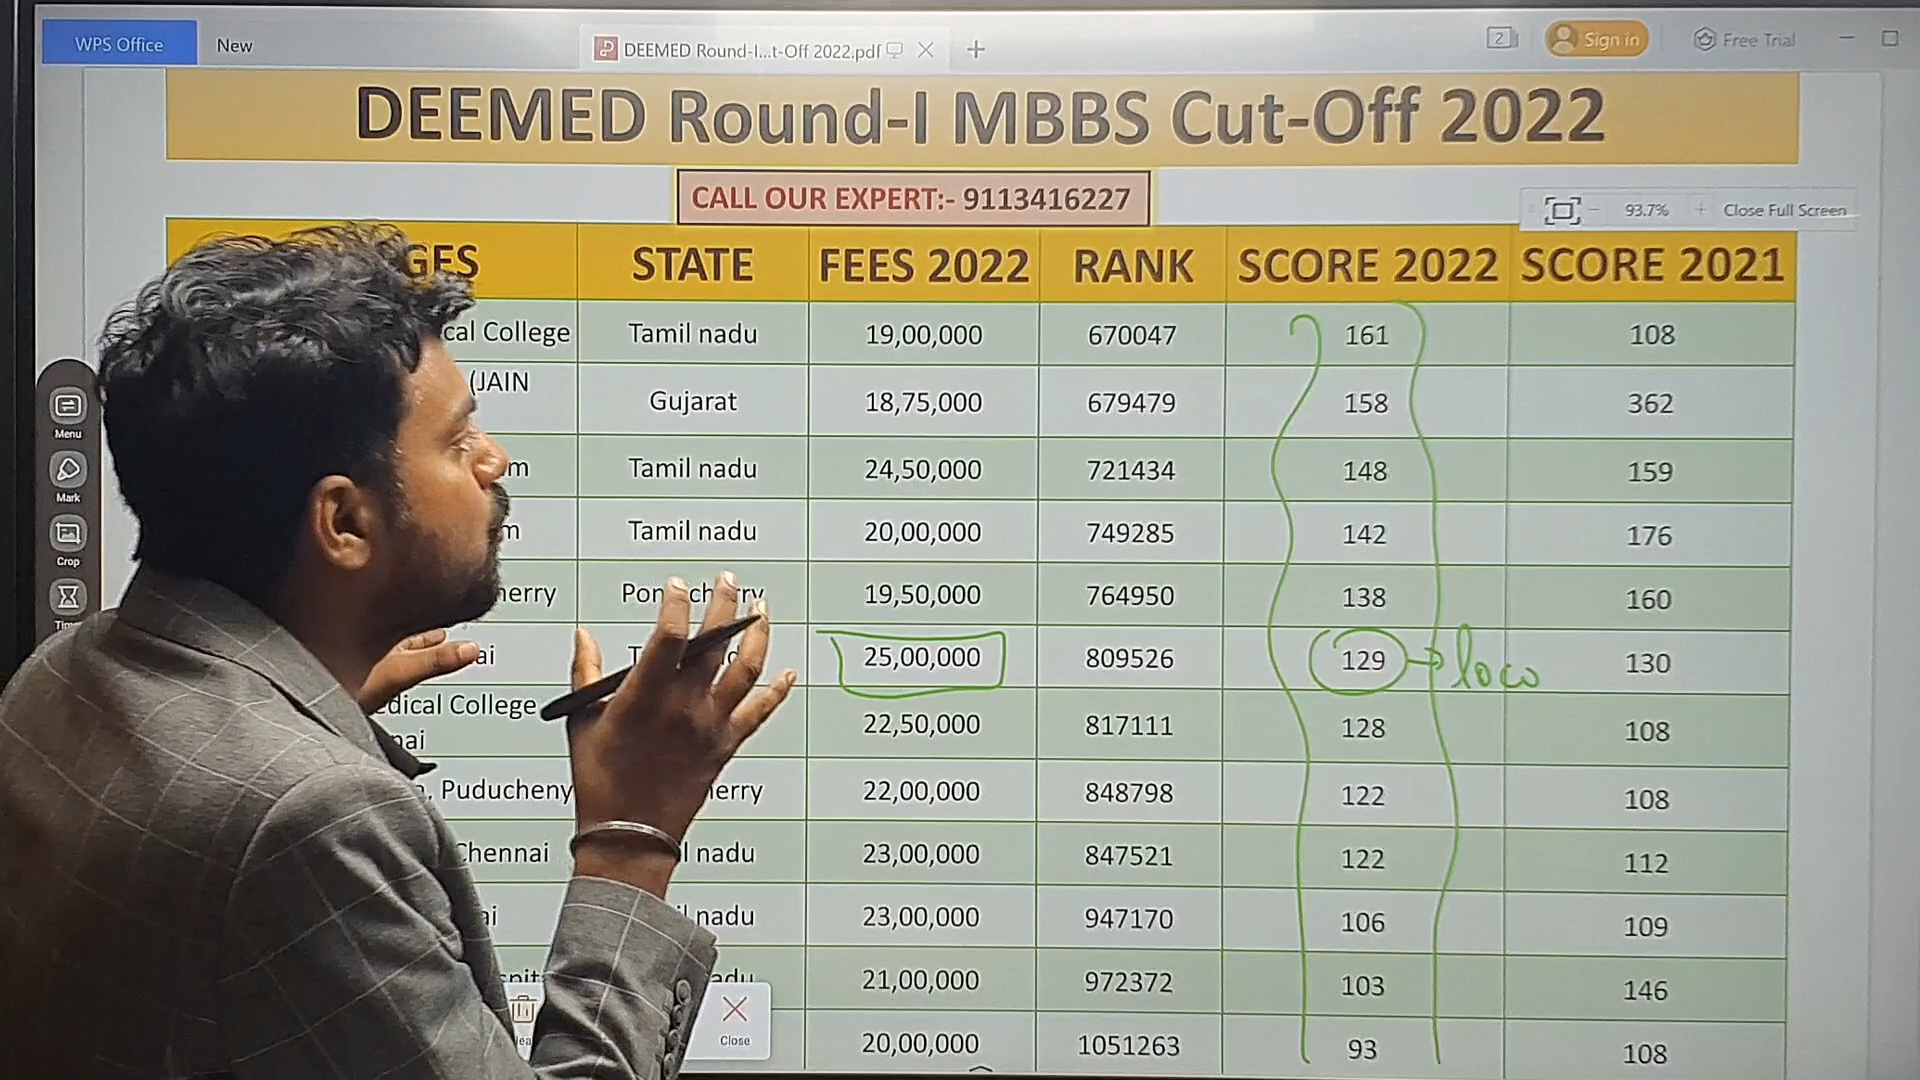 WPS Office New DEEMED Round-I...t-Off 2022.pdf 2 Sign in Free Trial
DEEMED Round-I MBBS Cut-Off 2022
CALL OUR EXPERT:- 9113416227
93.7% Close Full Screen
GES STATE FEES 2022 RANK SCORE 2022 SCORE 2021
cal College Tamil nadu 19,00,000 670047 161 108
(JAIN
Gujarat 18,75,000 679479 158 362
m Tamil nadu 24,50,000 721434 148 159
m Tamil nadu 20,00,000 749285 142 176
herry 19,50,000 764950 138 160
ai 25,00,000 809526 129 130
dical College 22,50,000 817111 128 108
nai
, Puducheny herry 22,00,000 848798 122 108
Chennai l nadu 23,00,000 847521 122 112
ai l nadu 23,00,000 947170 106 109
spit adu 21,00,000 972372 103 146
20,00,000 1051263 93 108
Menu
Mark
Crop
Close